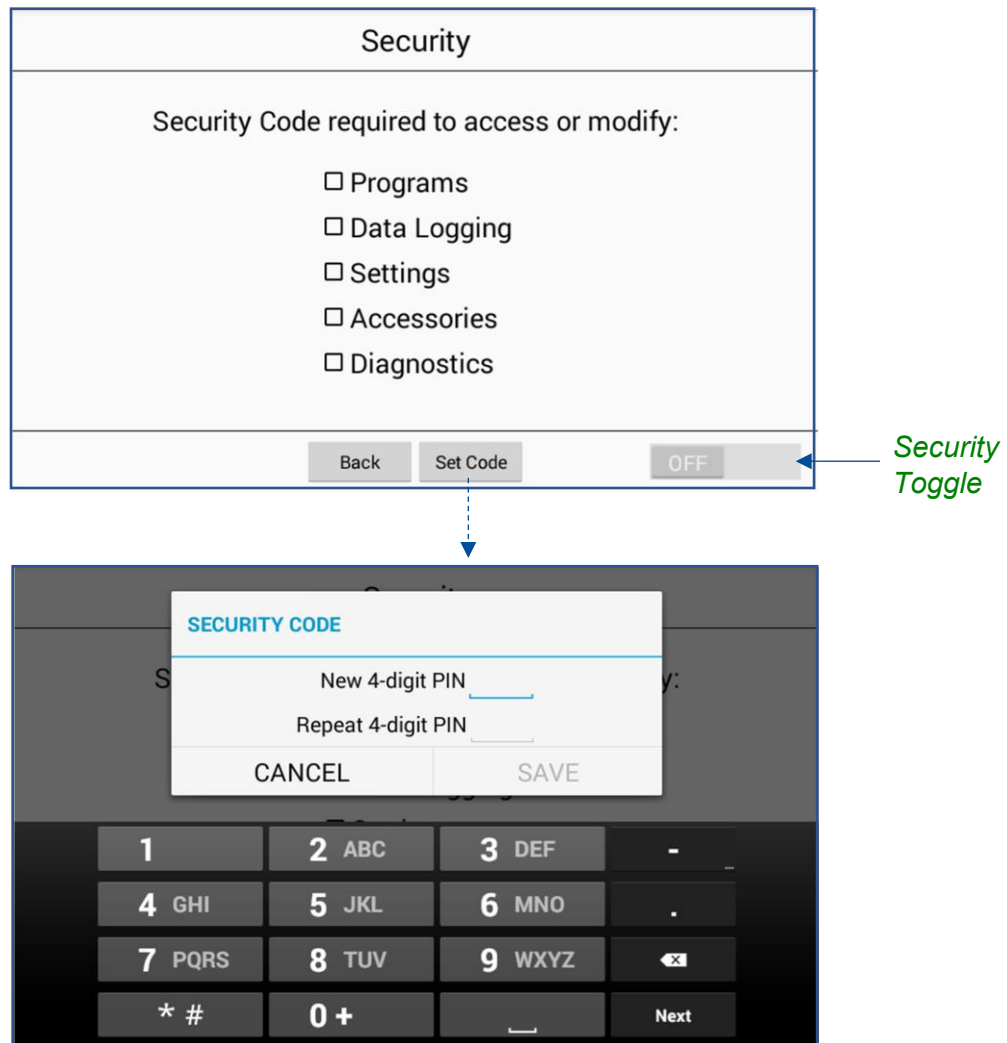 Security
Security Code required to access or modify:
Programs
Data Logging
Settings
Accessories
Diagnostics
Back Set Code OFF
Security
Toggle
SECURITY CODE
New 4-digit PIN
Repeat 4-digit PIN
CANCEL SAVE
1 2 ABC 3 DEF -
4 GHI 5 JKL 6 MNO .
7 PQRS 8 TUV 9 WXYZ
* # 0 + Next